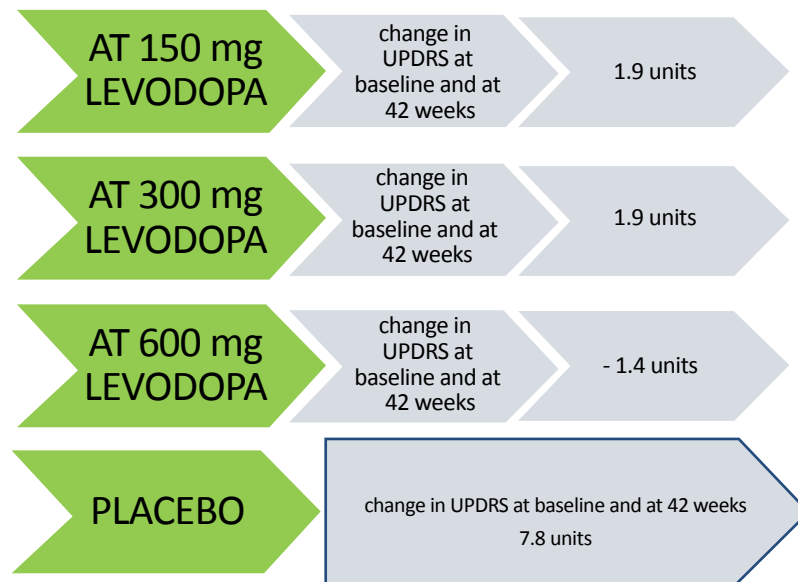 AT 150 mg
LEVODOPA
change in
UPDRS at
baseline and at
42 weeks
1.9 units
AT 300 mg
LEVODOPA
change in
UPDRS at
baseline and at
42 weeks
1.9 units
AT 600 mg
LEVODOPA
change in
UPDRS at
baseline and at
42 weeks
- 1.4 units
PLACEBO
change in UPDRS at baseline and at 42 weeks
7.8 units